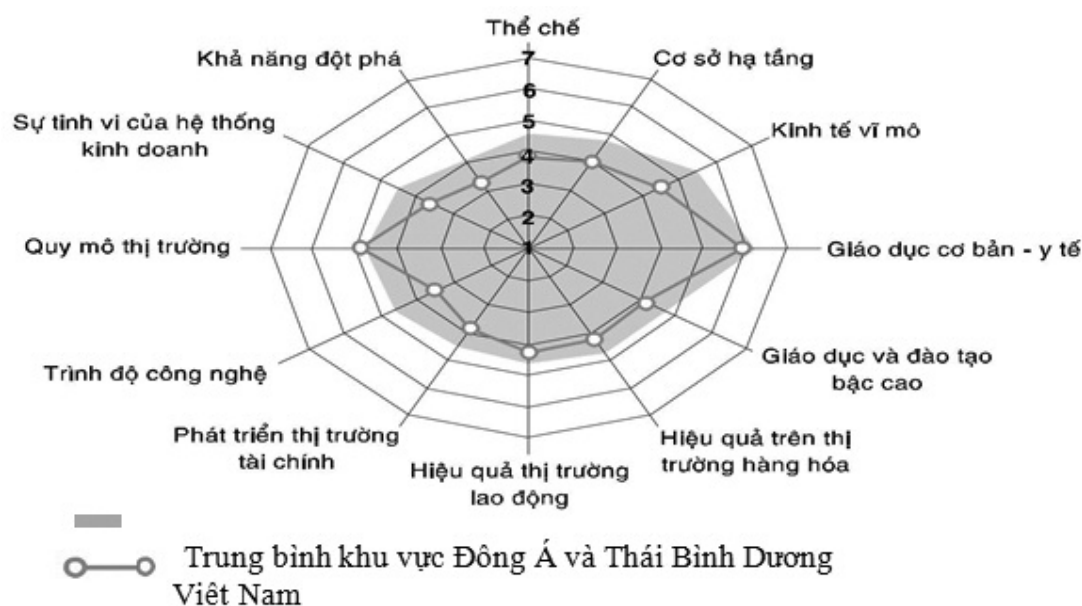 Thể chế
Khả năng đột phá
Cơ sở hạ tầng
Sự tinh vi của hệ thống
kinh doanh
Kinh tế vĩ mô
7
6
5
4
3
2
1
Quy mô thị trường
Giáo dục cơ bản - y tế
Trình độ công nghệ
Giáo dục và đào tạo
bậc cao
Phát triển thị trường
tài chính
Hiệu quả thị trường
lao động
Hiệu quả trên thị
trường hàng hóa
Trung bình khu vực Đông Á và Thái Bình Dương
Việt Nam